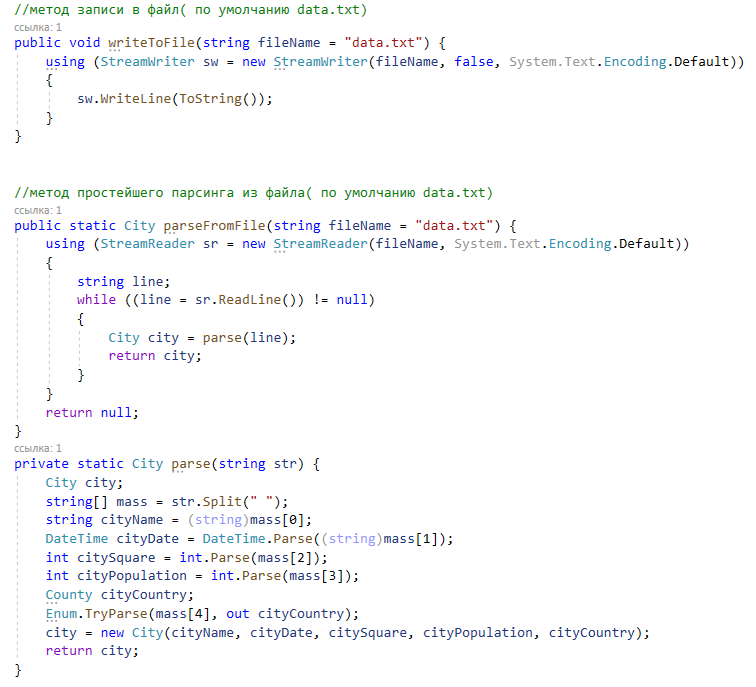 //метод записи в файл( по умолчанию data.txt)
ссылка: 1
public void writeToFile(string fileName = "data.txt") {
    using (StreamWriter sw = new StreamWriter(fileName, false, System.Text.Encoding.Default))
    {
        sw.WriteLine(ToString());
    }
}
//метод простейшего парсинга из файла( по умолчанию data.txt)
ссылка: 1
public static City parseFromFile(string fileName = "data.txt") {
    using (StreamReader sr = new StreamReader(fileName, System.Text.Encoding.Default))
    {
        string line;
        while ((line = sr.ReadLine()) != null)
        {
            City city = parse(line);
            return city;
        }
    }
    return null;
}
ссылка: 1
private static City parse(string str) {
    City city;
    string[] mass = str.Split(" ");
    string cityName = (string)mass[0];
    DateTime cityDate = DateTime.Parse((string)mass[1]);
    int citySquare = int.Parse(mass[2]);
    int cityPopulation = int.Parse(mass[3]);
    County cityCountry;
    Enum.TryParse(mass[4], out cityCountry);
    city = new City(cityName, cityDate, citySquare, cityPopulation, cityCountry);
    return city;
}